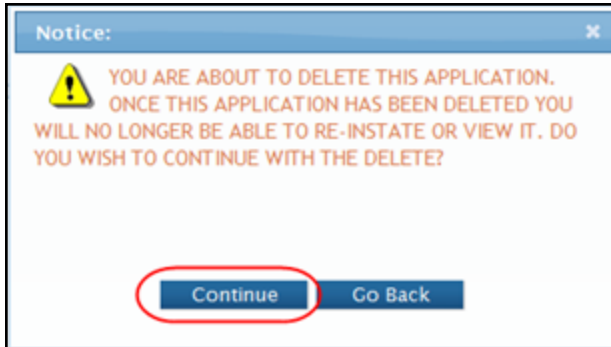 Notice:
YOU ARE ABOUT TO DELETE THIS APPLICATION.
ONCE THIS APPLICATION HAS BEEN DELETED YOU
WILL NO LONGER BE ABLE TO RE-INSTATE OR VIEW IT. DO
YOU WISH TO CONTINUE WITH THE DELETE?
Continue Go Back